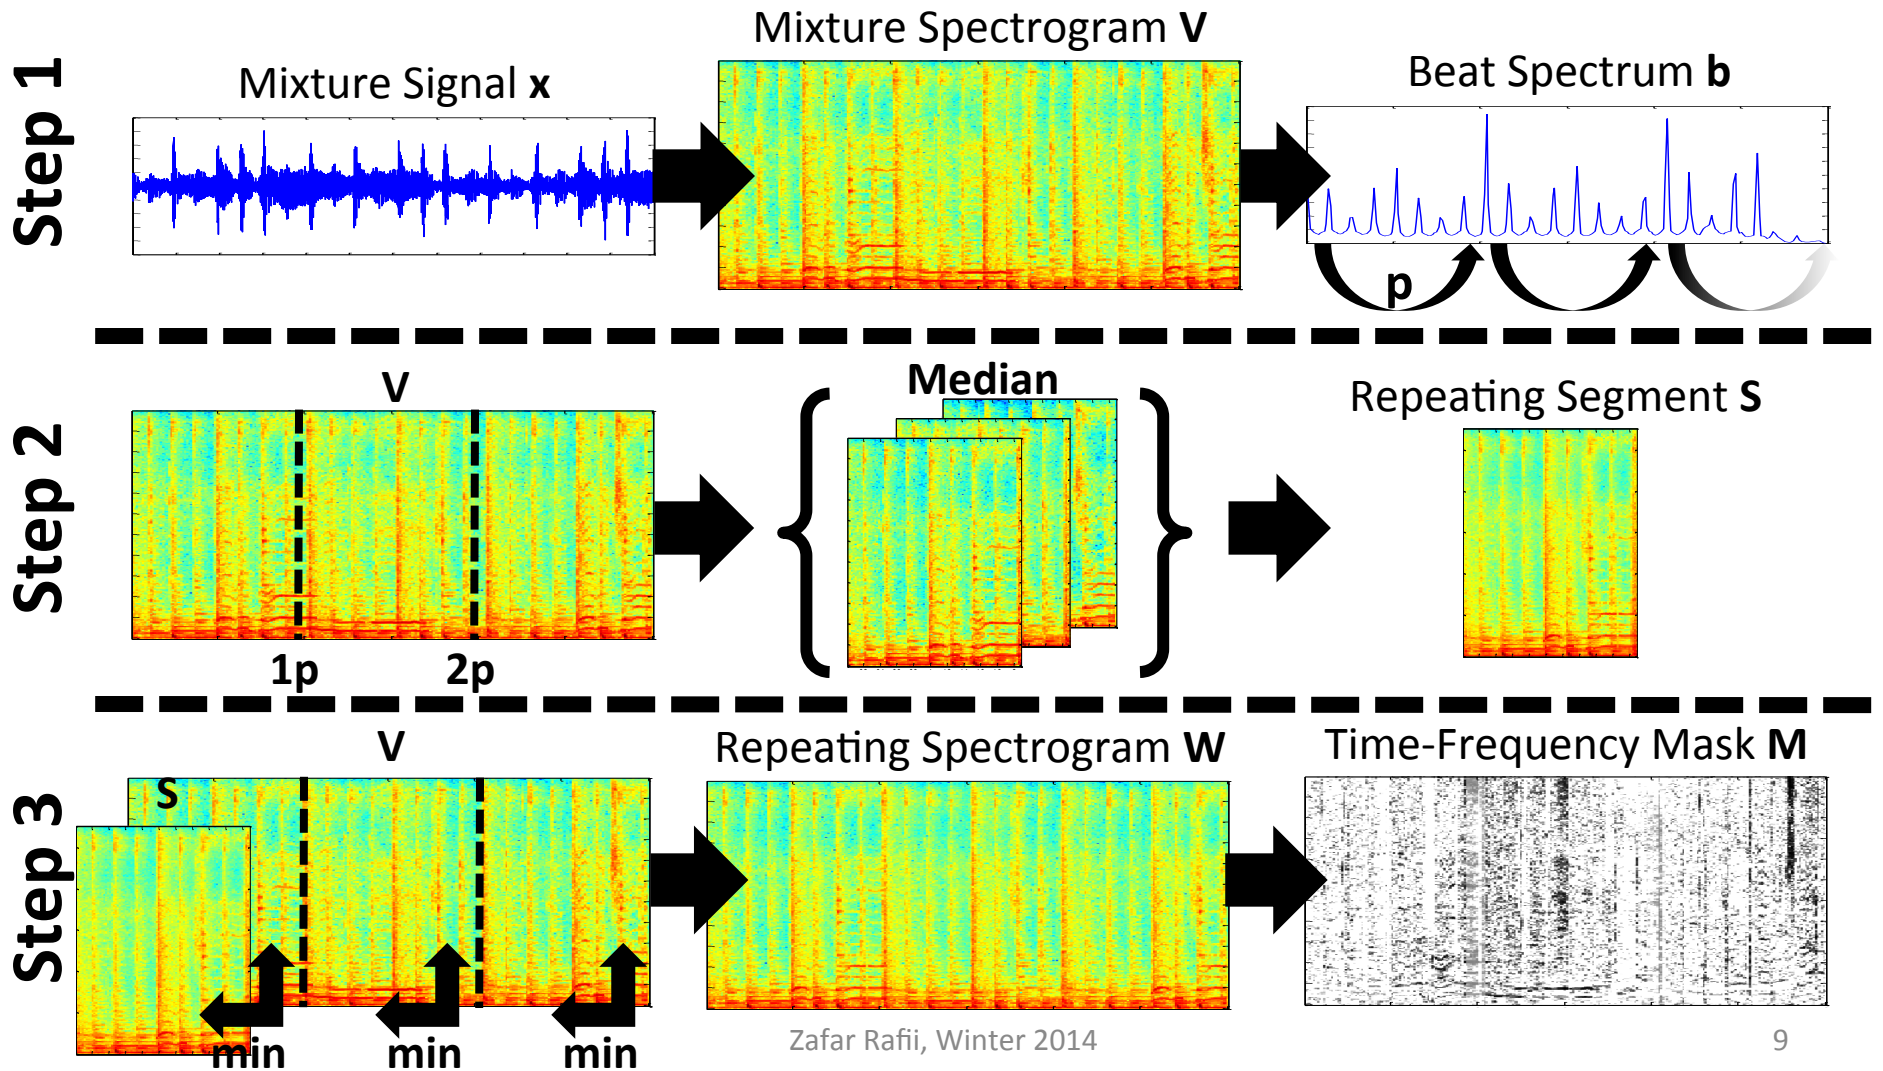 Step 1
Mixture Signal x
Mixture Spectrogram V
Beat Spectrum b
p
Step 2
V
1p
2p
Median
Repeating Segment S
Step 3
V
S
min
min
min
Repeating Spectrogram W
Time-Frequency Mask M
Zafar Rafii, Winter 2014
9